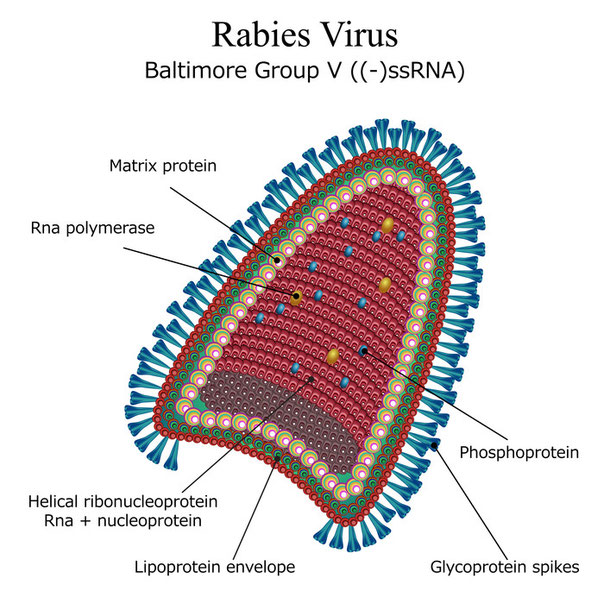 Rabies Virus
Baltimore Group V ((-)ssRNA)
Matrix protein
Rna polymerase
Phosphoprotein
Helical ribonucleoprotein
Rna + nucleoprotein
Lipoprotein envelope
Glycoprotein spikes